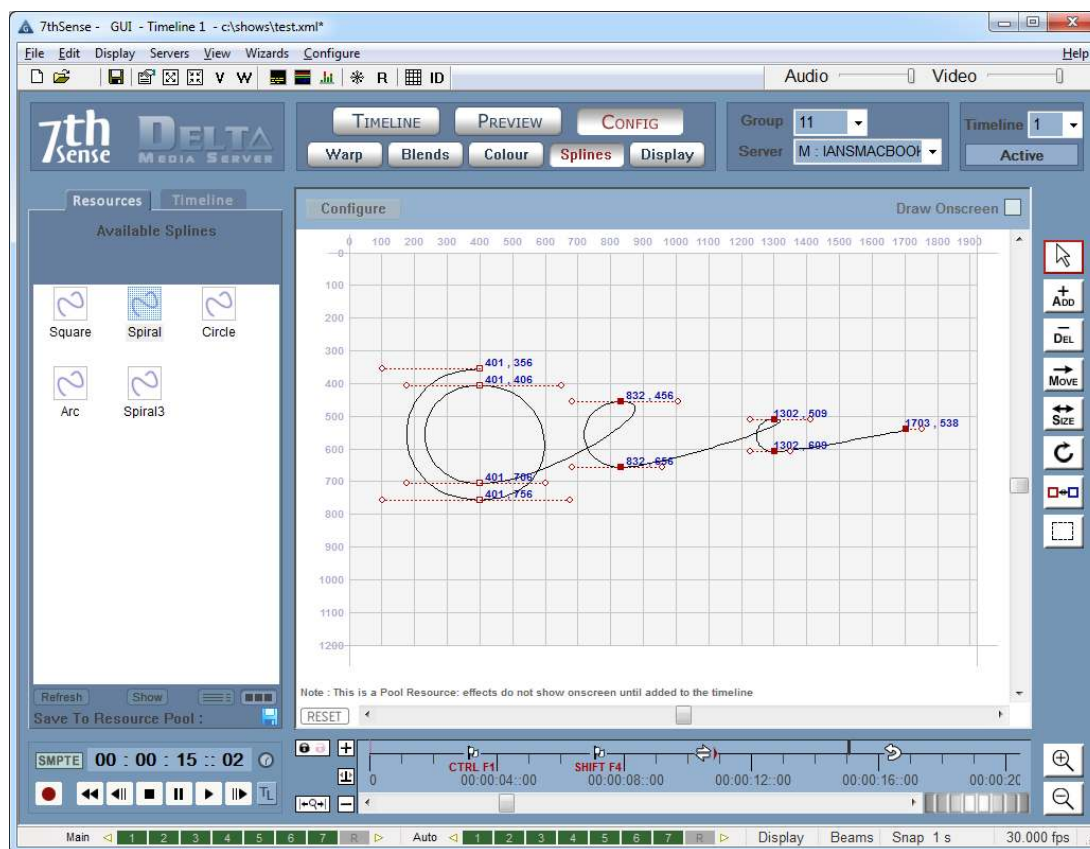 7thSense - GUI - Timeline 1 - c:\shows\test.xml*
File Edit Display Servers View Wizards Configure Help
V W R ID Audio Video
7th Sense DELTA MEDIA SERVER
TIMELINE PREVIEW CONFIG
Warp Blends Colour Splines Display
Group 11
Server M : IANSMACBOOK
Timeline 1
Active
Resources Timeline
Available Splines
Square Spiral Circle
Arc Spiral3
Refresh Show
Save To Resource Pool :
Configure Draw Onscreen
0 100 200 300 400 500 600 700 800 900 1000 1100 1200 1300 1400 1500 1600 1700 1800 1900
0
100
200
300
400
500
600
700
800
900
1000
1100
1200
401 , 356
401 , 406
832 , 456
1302 , 509
1703 , 538
1302 , 609
832 , 656
401 , 706
401 , 756
Note : This is a Pool Resource: effects do not show onscreen until added to the timeline
RESET
ADD
DEL
MOVE
SIZE
SMPTE 00 : 00 : 15 :: 02
TL
CTRL F1 SHIFT F4
0 00:00:04::00 00:00:08::00 00:00:12::00 00:00:16::00 00:00:20
Q
Main 1 2 3 4 5 6 7 R Auto 1 2 3 4 5 6 7 R Display Beams Snap 1 s 30.000 fps